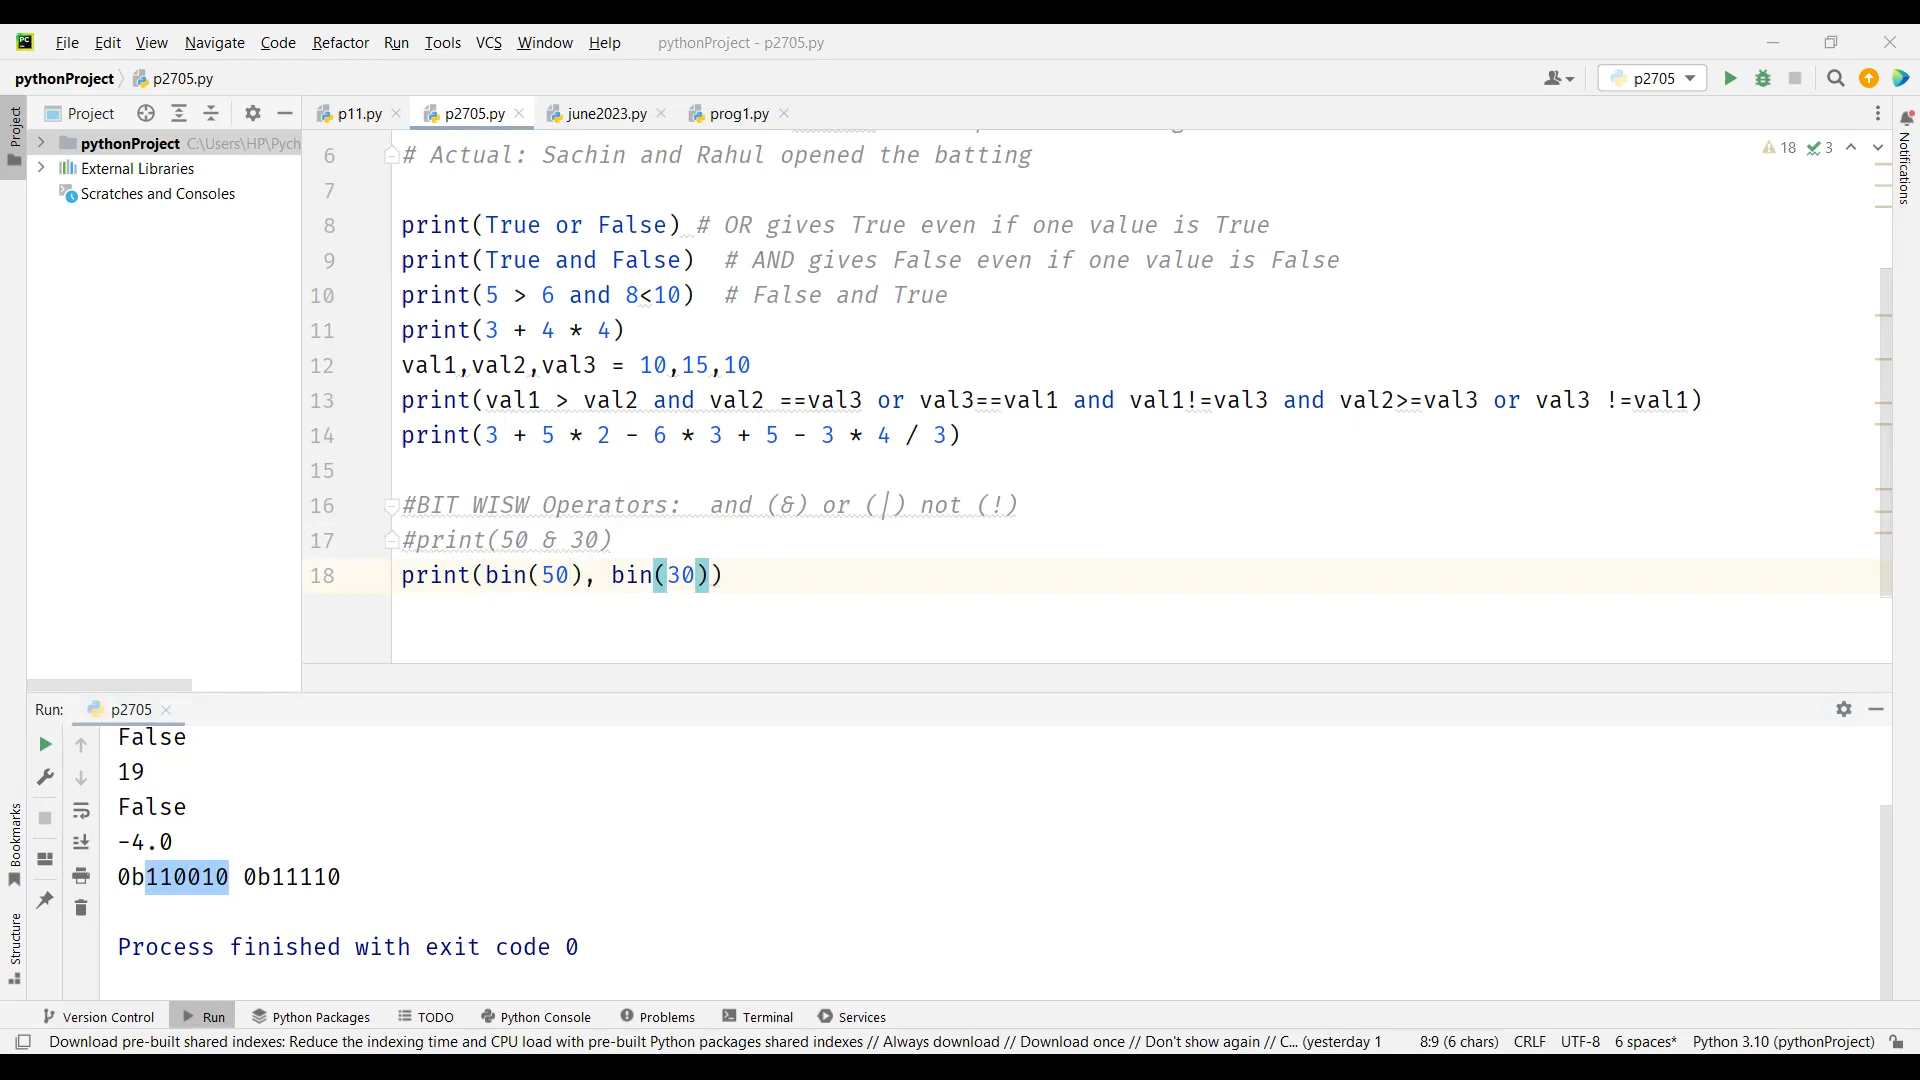 File Edit View Navigate Code Refactor Run Tools VCS Window Help pythonProject - p2705.py
pythonProject p2705.py p2705
Project p11.py p2705.py june2023.py prog1.py
pythonProject C:\Users\HP\Pych
External Libraries
Scratches and Consoles
18 3
6 # Actual: Sachin and Rahul opened the batting
7
8 print(True or False) # OR gives True even if one value is True
9 print(True and False)  # AND gives False even if one value is False
10 print(5 > 6 and 8<10)  # False and True
11 print(3 + 4 * 4)
12 val1,val2,val3 = 10,15,10
13 print(val1 > val2 and val2 ==val3 or val3==val1 and val1!=val3 and val2>=val3 or val3 !=val1)
14 print(3 + 5 * 2 - 6 * 3 + 5 - 3 * 4 / 3)
15
16 #BIT WISW Operators:  and (&) or (|) not (!)
17 #print(50 & 30)
18 print(bin(50), bin(30))
Project
Notifications
Run: p2705
False
19
False
-4.0
0b110010 0b11110
Process finished with exit code 0
Bookmarks
Structure
Version Control Run Python Packages TODO Python Console Problems Terminal Services
Download pre-built shared indexes: Reduce the indexing time and CPU load with pre-built Python packages shared indexes // Always download // Download once // Don't show again // C... (yesterday 1 8:9 (6 chars) CRLF UTF-8 6 spaces* Python 3.10 (pythonProject)